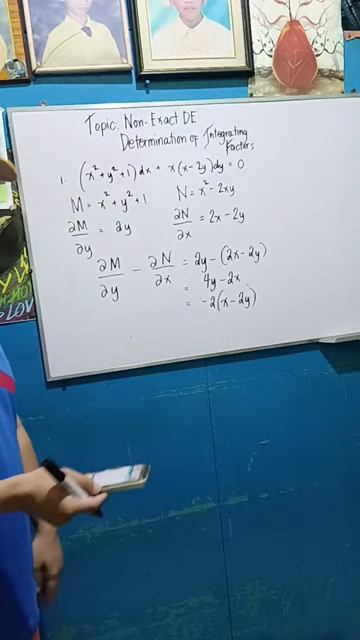 Topic: Non-Exact DE
Determination of Integrating
Factors
1. (x²+y²+1)dx + x(x-2y)dy = 0
M = x²+y²+1 N = x²-2xy
∂M/∂y = 2y ∂N/∂x = 2x-2y
∂M/∂y - ∂N/∂x = 2y-(2x-2y)
= 4y-2x
= -2(x-2y)